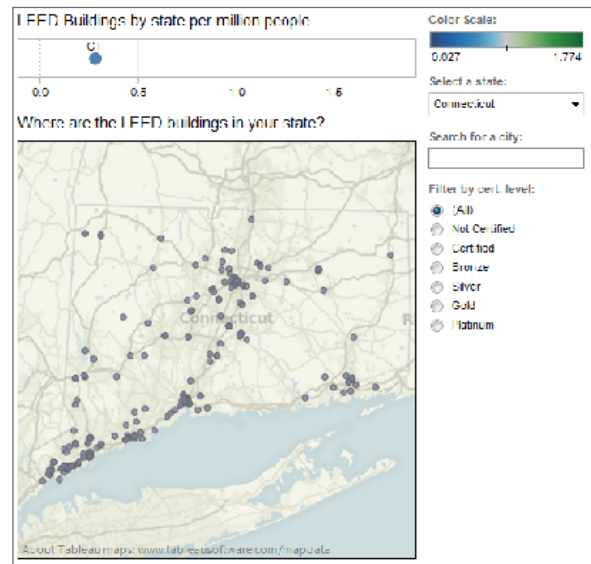 LEED Buildings by state per million people
CT
0.0 0.5 1.0 1.5
Where are the LEED buildings in your state?
Connecticut
R
About Tableau maps: www.tableausoftware.com/mapdata
Color Scale:
0.027 1.774
Select a state:
Connecticut
Search for a city:
Filter by cert. level:
(All)
Not Certified
Certified
Bronze
Silver
Gold
Platinum